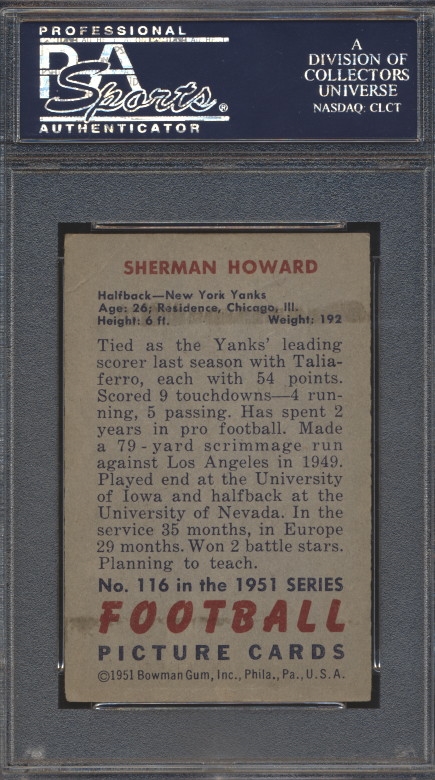 PROFESSIONAL
PSA
Sports®
AUTHENTICATOR
A
DIVISION OF
COLLECTORS
UNIVERSE
NASDAQ: CLCT
SHERMAN HOWARD
Halfback—New York Yanks
Age: 26; Residence, Chicago, Ill.
Height: 6 ft. Weight: 192
Tied as the Yanks' leading
scorer last season with Talia-
ferro, each with 54 points.
Scored 9 touchdowns—4 run-
ning, 5 passing. Has spent 2
years in pro football. Made
a 79-yard scrimmage run
against Los Angeles in 1949.
Played end at the University
of Iowa and halfback at the
University of Nevada. In the
service 35 months, in Europe
29 months. Won 2 battle stars.
Planning to teach.
No. 116 in the 1951 SERIES
FOOTBALL
PICTURE CARDS
©1951 Bowman Gum, Inc., Phila., Pa., U.S.A.